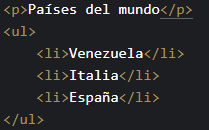 <p>Países del mundo</p>
<ul>
    <li>Venezuela</li>
    <li>Italia</li>
    <li>España</li>
</ul>